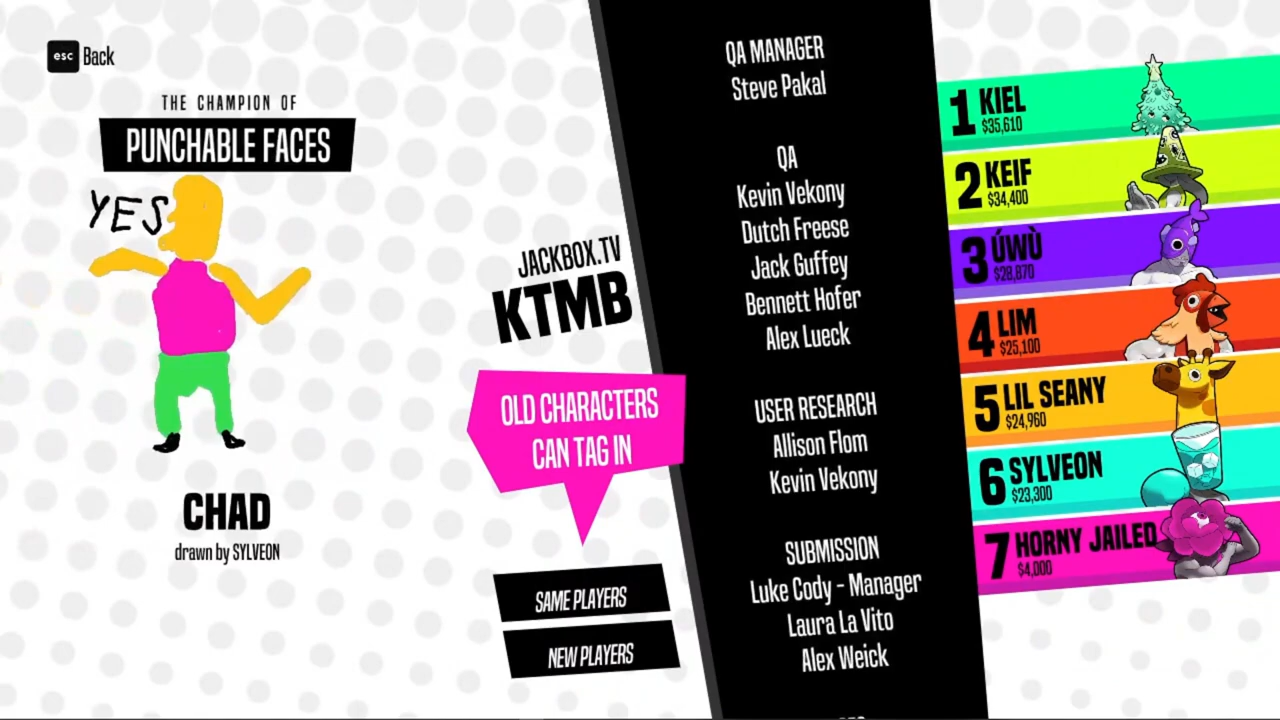 esc Back
THE CHAMPION OF
PUNCHABLE FACES
YES
CHAD
drawn by SYLVEON
JACKBOX.TV
KTMB
OLD CHARACTERS
CAN TAG IN
SAME PLAYERS
NEW PLAYERS
QA MANAGER
Steve Pakal
QA
Kevin Vekony
Dutch Freese
Jack Guffey
Bennett Hofer
Alex Lueck
USER RESEARCH
Allison Flom
Kevin Vekony
SUBMISSION
Luke Cody - Manager
Laura La Vito
Alex Weick
1 KIEL
$35,610
2 KEIF
$34,400
3 ÚWÙ
$28,870
4 LIM
$25,100
5 LIL SEANY
$24,960
6 SYLVEON
$23,300
7 HORNY JAILED
$4,000